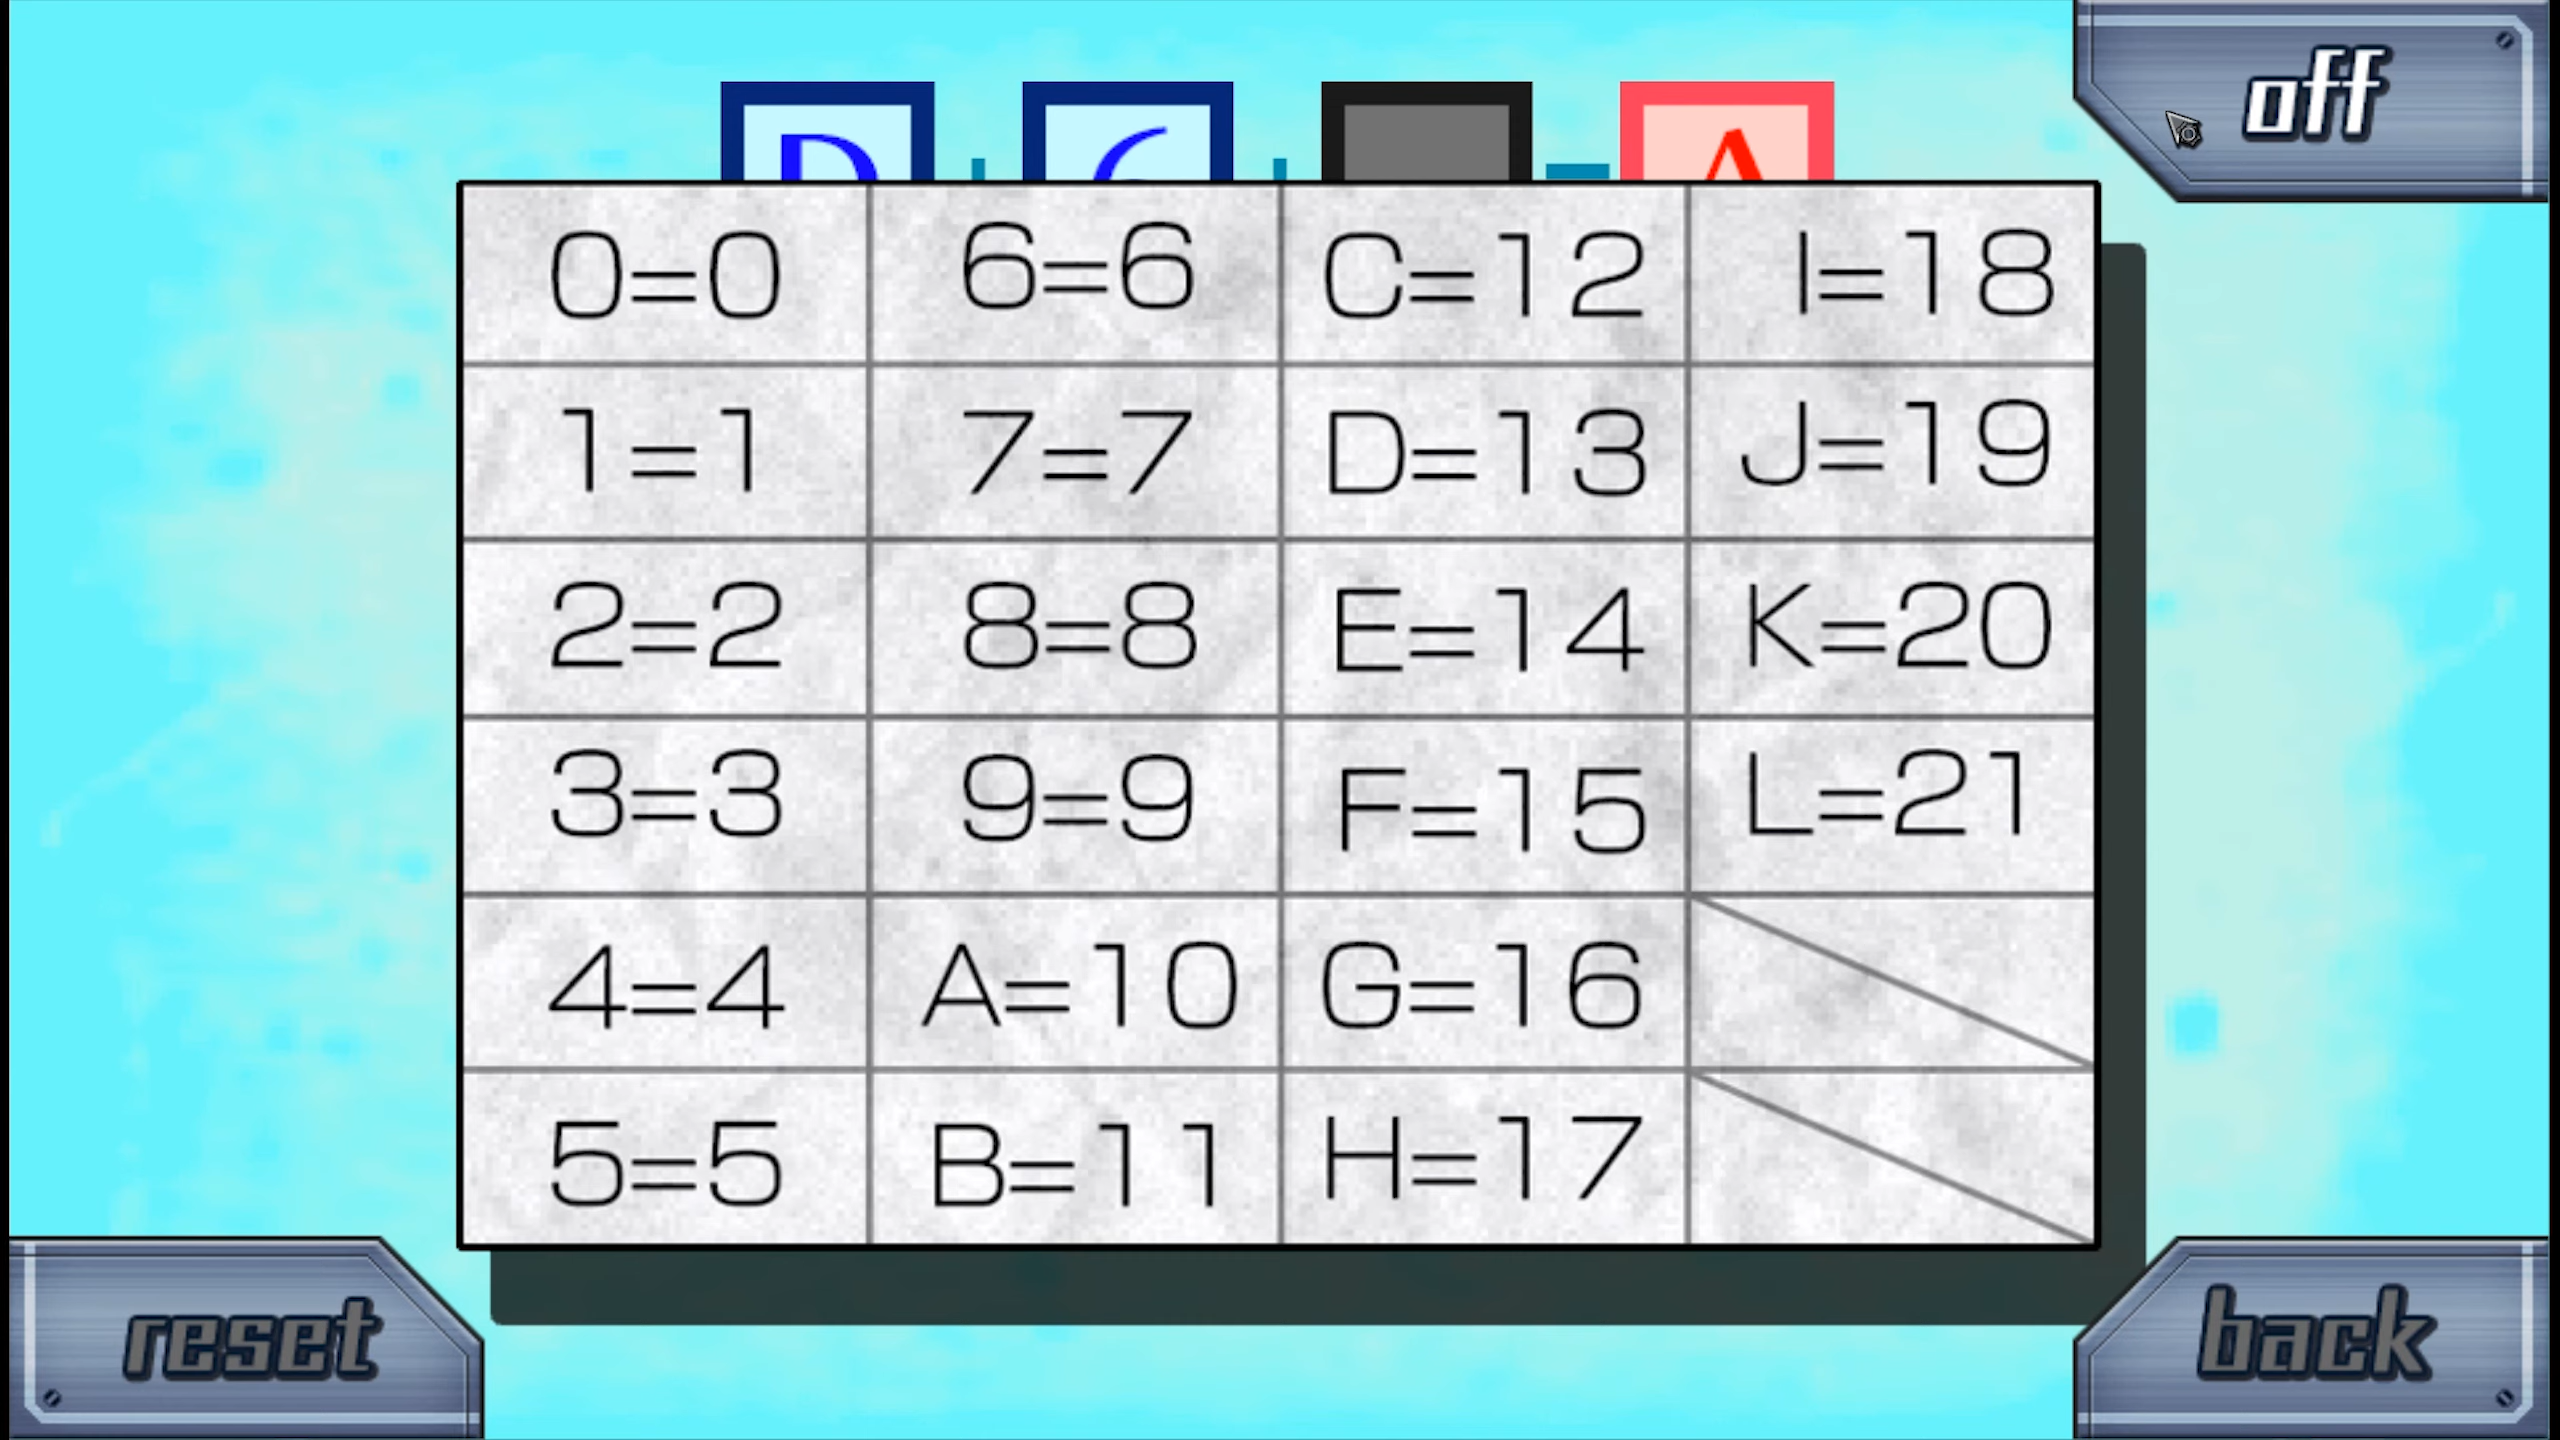 off
0=0 6=6 C=12 I=18
1=1 7=7 D=13 J=19
2=2 8=8 E=14 K=20
3=3 9=9 F=15 L=21
4=4 A=10 G=16
5=5 B=11 H=17
reset back